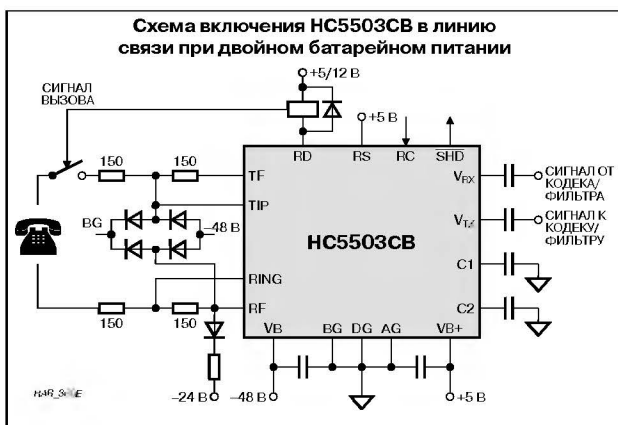 Схема включения HC5503CB в линию
связи при двойном батарейном питании
+5/12 В
СИГНАЛ
ВЫЗОВА
+5 В
RD RS RC SHD
150 150
TF
TIP
BG
–48 В
HC5503CB
VRX
СИГНАЛ ОТ
КОДЕКА/
ФИЛЬТРА
VTX
СИГНАЛ К
КОДЕКУ/
ФИЛЬТРУ
C1
RING
RF
C2
150 150
VB BG DG AG VB+
–24 В –48 В +5 В